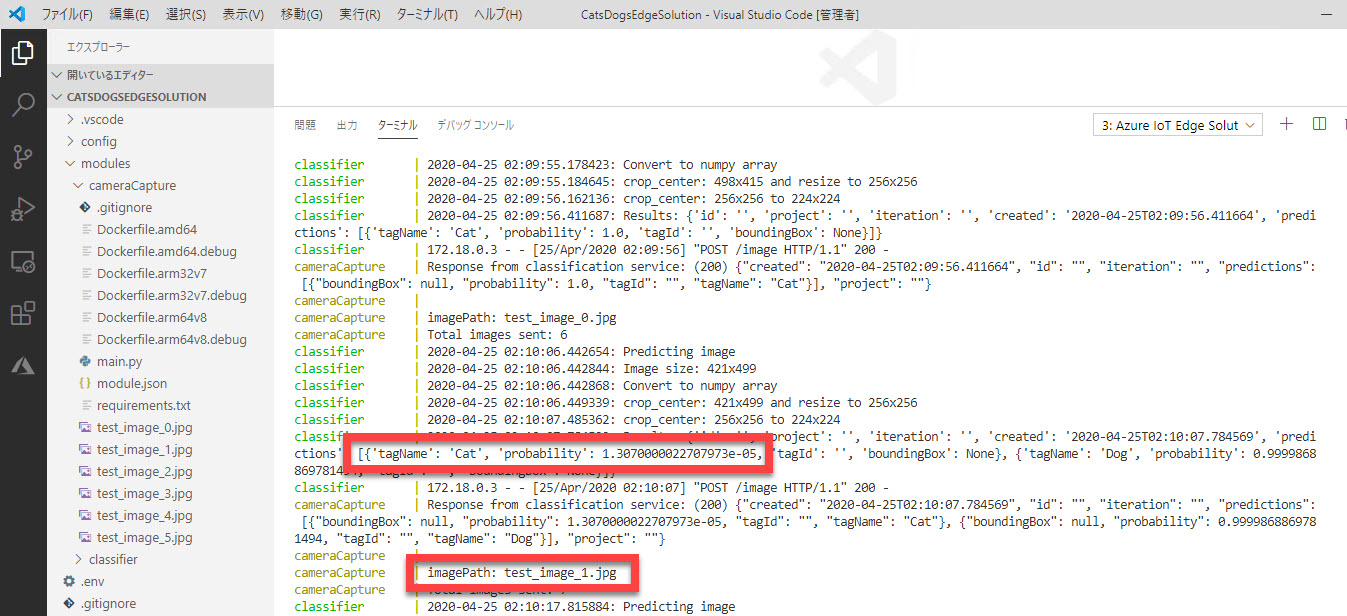 ファイル(F) 編集(E) 選択(S) 表示(V) 移動(G) 実行(R) ターミナル(T) ヘルプ(H) CatsDogsEdgeSolution - Visual Studio Code [管理者]
エクスプローラー
開いているエディター
CATSDOGSEDGESOLUTION
.vscode
config
modules
cameraCapture
.gitignore
Dockerfile.amd64
Dockerfile.amd64.debug
Dockerfile.arm32v7
Dockerfile.arm32v7.debug
Dockerfile.arm64v8
Dockerfile.arm64v8.debug
main.py
module.json
requirements.txt
test_image_0.jpg
test_image_1.jpg
test_image_2.jpg
test_image_3.jpg
test_image_4.jpg
test_image_5.jpg
classifier
.env
.gitignore
問題 出力 ターミナル デバッグ コンソール 3: Azure IoT Edge Solut
classifier | 2020-04-25 02:09:55.178423: Convert to numpy array
classifier | 2020-04-25 02:09:55.184645: crop_center: 498x415 and resize to 256x256
classifier | 2020-04-25 02:09:56.162136: crop_center: 256x256 to 224x224
classifier | 2020-04-25 02:09:56.411687: Results: {'id': '', 'project': '', 'iteration': '', 'created': '2020-04-25T02:09:56.411664', 'predi
ctions': [{'tagName': 'Cat', 'probability': 1.0, 'tagId': '', 'boundingBox': None}]}
classifier | 172.18.0.3 - - [25/Apr/2020 02:09:56] "POST /image HTTP/1.1" 200 -
cameraCapture | Response from classification service: (200) {"created": "2020-04-25T02:09:56.411664", "id": "", "iteration": "", "predictions":
[{"boundingBox": null, "probability": 1.0, "tagId": "", "tagName": "Cat"}], "project": ""}
cameraCapture |
cameraCapture | imagePath: test_image_0.jpg
cameraCapture | Total images sent: 6
classifier | 2020-04-25 02:10:06.442654: Predicting image
classifier | 2020-04-25 02:10:06.442844: Image size: 421x499
classifier | 2020-04-25 02:10:06.442868: Convert to numpy array
classifier | 2020-04-25 02:10:06.449339: crop_center: 421x499 and resize to 256x256
classifier | 2020-04-25 02:10:07.485362: crop_center: 256x256 to 224x224
classif 'project': '', 'iteration': '', 'created': '2020-04-25T02:10:07.784569', 'predi
ctions': [{'tagName': 'Cat', 'probability': 1.3070000022707973e-05, 'tagId': '', 'boundingBox': None}, {'tagName': 'Dog', 'probability': 0.9999868
classifier | 172.18.0.3 - - [25/Apr/2020 02:10:07] "POST /image HTTP/1.1" 200 -
cameraCapture | Response from classification service: (200) {"created": "2020-04-25T02:10:07.784569", "id": "", "iteration": "", "predictions":
[{"boundingBox": null, "probability": 1.3070000022707973e-05, "tagId": "", "tagName": "Cat"}, {"boundingBox": null, "probability": 0.999986886978
1494, "tagId": "", "tagName": "Dog"}], "project": ""}
cameraCapture |
cameraCapture | imagePath: test_image_1.jpg
cameraCapture Total images sent:
classifier | 2020-04-25 02:10:17.815884: Predicting image